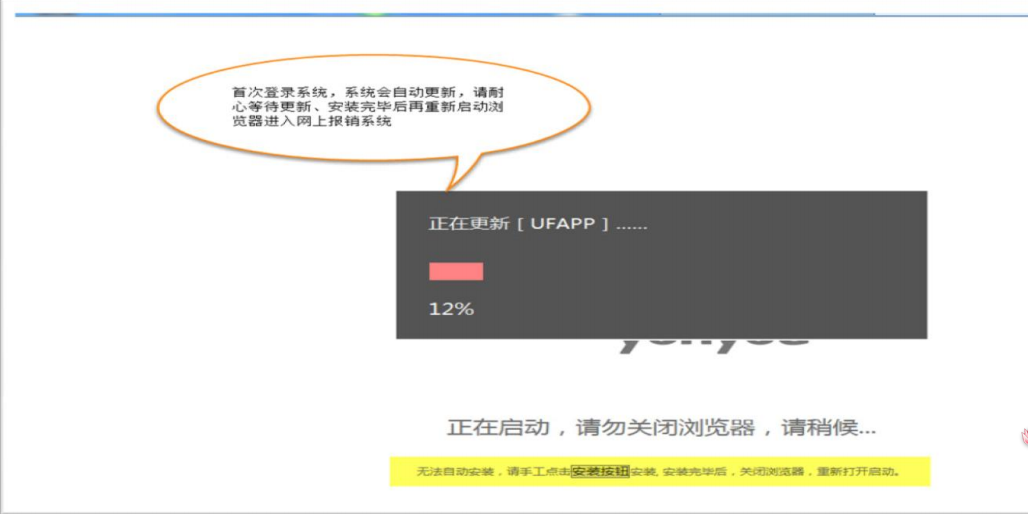 首次登录系统，系统会自动更新，请耐
心等待更新、安装完毕后再重新启动浏
览器进入网上报销系统
正在更新 [ UFAPP ] ......
12%
正在启动，请勿关闭浏览器，请稍候...
无法自动安装，请手工点击安装按钮安装, 安装完毕后，关闭浏览器，重新打开启动。